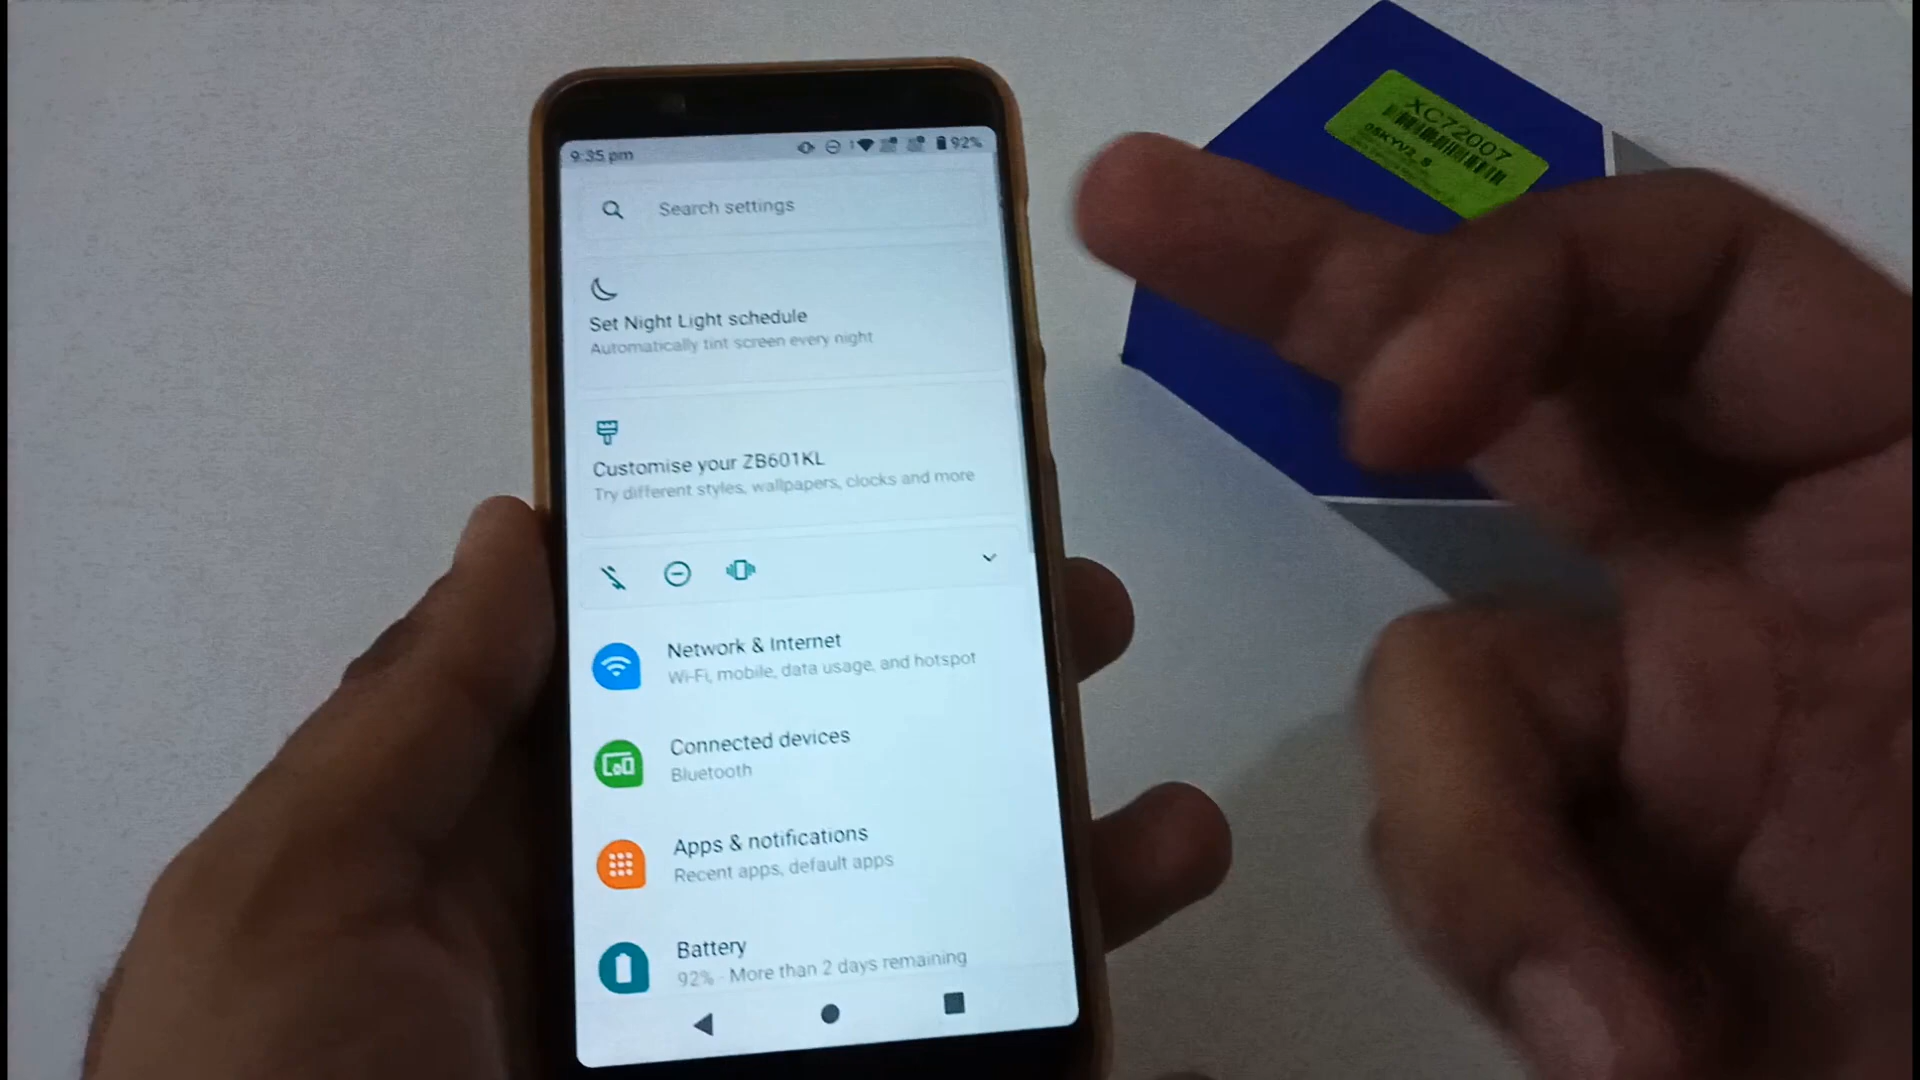 9:35 pm
92%
Search settings
Set Night Light schedule
Automatically tint screen every night
Customise your ZB601KL
Try different styles, wallpapers, clocks and more
Network & Internet
Wi-Fi, mobile, data usage, and hotspot
Connected devices
Bluetooth
Apps & notifications
Recent apps, default apps
Battery
92% - More than 2 days remaining
XC72007